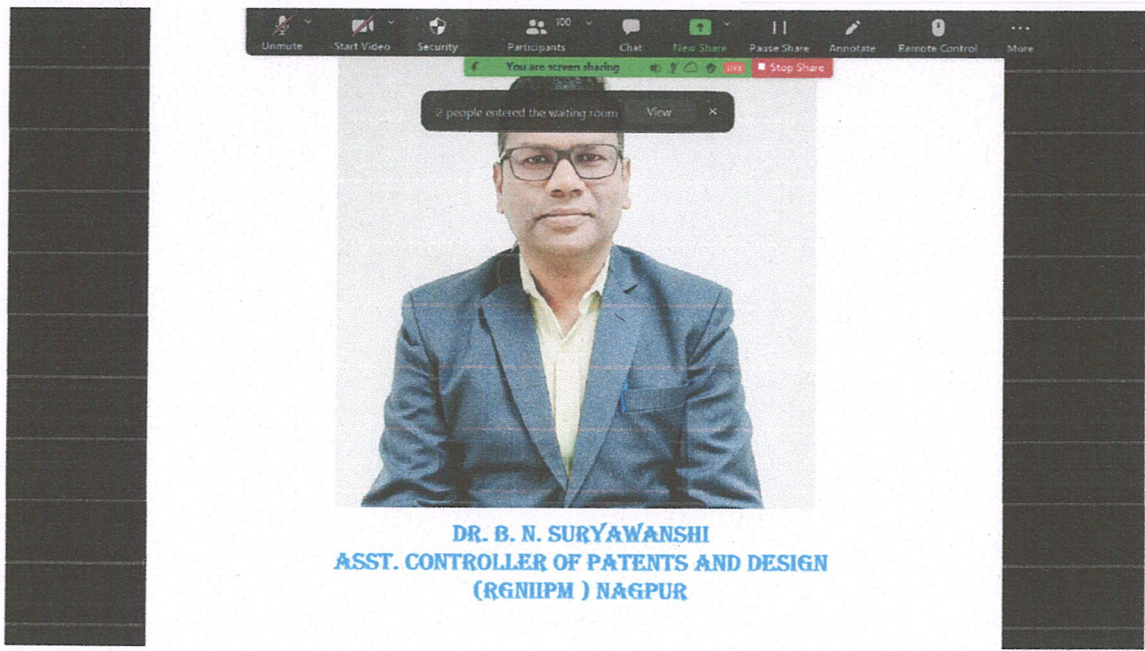 100
Unmute Start Video Security Participants Chat New Share Pause Share Annotate Remote Control More
You are screen sharing LIVE Stop Share
2 people entered the waiting room View
DR. B. N. SURYAWANSHI
ASST. CONTROLLER OF PATENTS AND DESIGN
(RGNIIPM ) NAGPUR